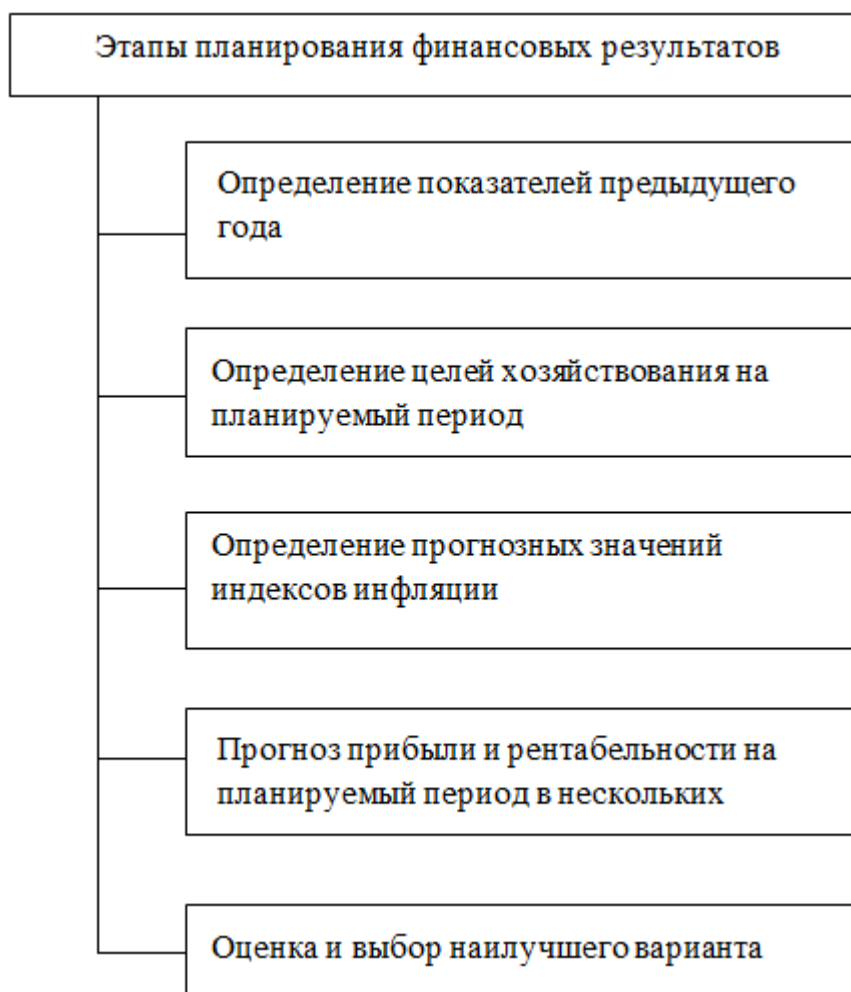 Этапы планирования финансовых результатов
Определение показателей предыдущего
года
Определение целей хозяйствования на
планируемый период
Определение прогнозных значений
индексов инфляции
Прогноз прибыли и рентабельности на
планируемый период в нескольких
Оценка и выбор наилучшего варианта